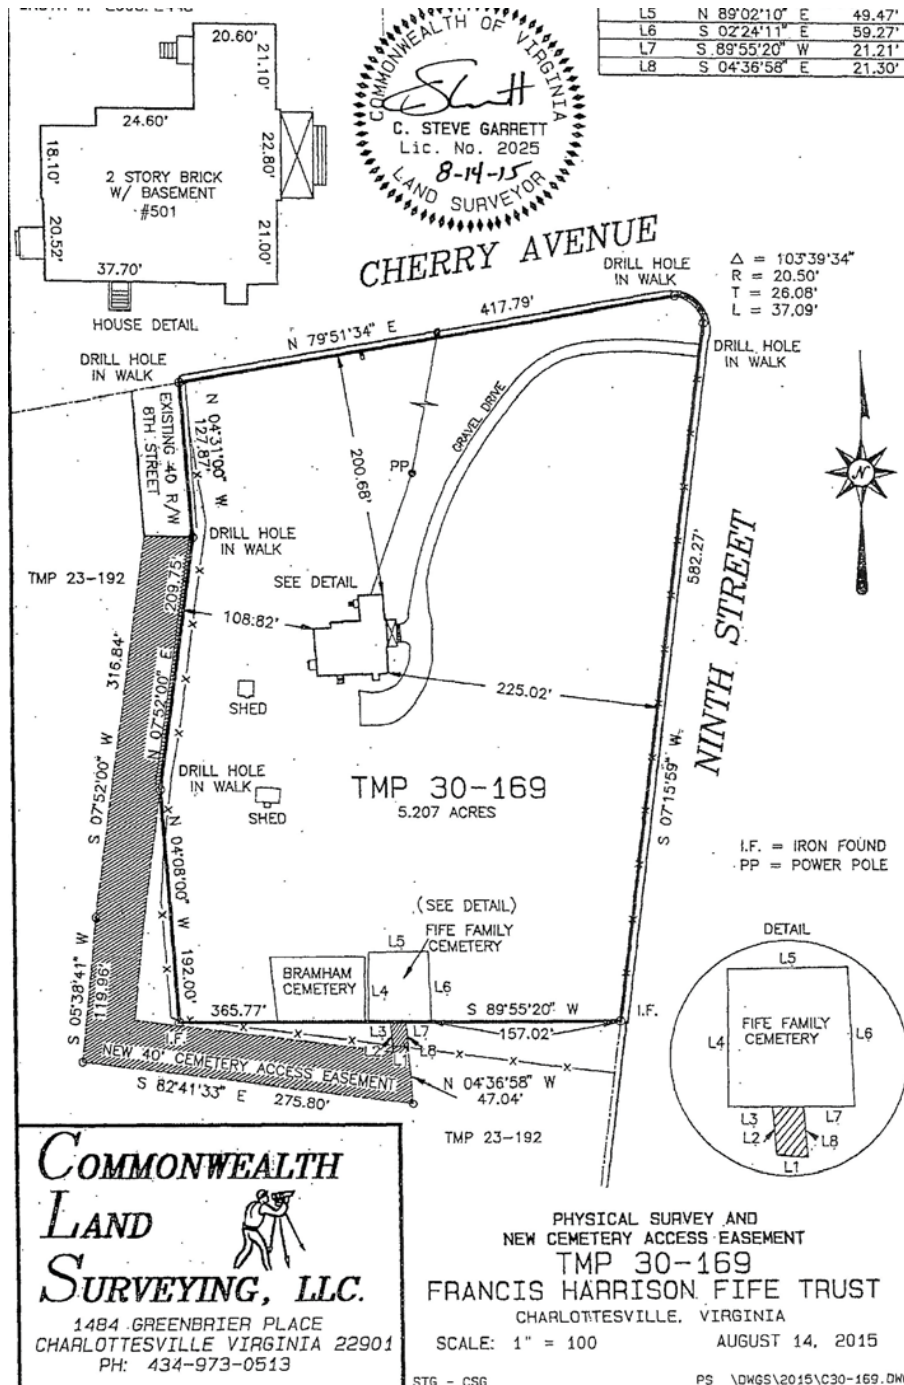 L5 N 89°02'10" E 49.47'
L6 S 02°24'11" E 59.27'
L7 S 89°55'20" W 21.21'
L8 S 04°36'58" E 21.30'
20.60'
21.10'
24.60'
22.80'
18.10'
2 STORY BRICK
W/ BASEMENT
#501
20.52'
21.00'
37.70'
HOUSE DETAIL
COMMONWEALTH OF VIRGINIA
C. STEVE GARRETT
Lic. No. 2025
8-14-15
LAND SURVEYOR
CHERRY AVENUE
DRILL HOLE
IN WALK
Δ = 103°39'34"
R = 20.50'
T = 26.08'
L = 37.09'
N 79°51'34" E 417.79'
DRILL HOLE
IN WALK
DRILL HOLE
IN WALK
EXISTING 40 R/W
8TH STREET
N 04°31'00" W
127.87'
200.68'
PP
GRAVEL DRIVE
N
DRILL HOLE
IN WALK
TMP 23-192
SEE DETAIL
582.27'
NINTH STREET
209.75'
N 07°52'00" E
108.82'
316.84'
S 07°52'00" W
SHED
225.02'
S 07°15'59" W
DRILL HOLE
IN WALK
SHED
TMP 30-169
5.207 ACRES
N 04°08'00" W 192.00'
I.F. = IRON FOUND
PP = POWER POLE
(SEE DETAIL)
FIFE FAMILY
CEMETERY
L5
BRAMHAM
CEMETERY
L4
L6
S 05°38'41" W
119.96'
365.77'
S 89°55'20" W
157.02'
I.F.
I.F.
L3
L7
L2
L1
L8
NEW 40' CEMETERY ACCESS EASEMENT
S 82°41'33" E 275.80'
N 04°36'58" W
47.04'
TMP 23-192
DETAIL
L5
FIFE FAMILY
CEMETERY
L4
L6
L3
L7
L2
L8
L1
COMMONWEALTH
LAND
SURVEYING, LLC.
1484 GREENBRIER PLACE
CHARLOTTESVILLE VIRGINIA 22901
PH: 434-973-0513
PHYSICAL SURVEY AND
NEW CEMETERY ACCESS EASEMENT
TMP 30-169
FRANCIS HARRISON FIFE TRUST
CHARLOTTESVILLE, VIRGINIA
SCALE: 1" = 100 AUGUST 14, 2015
STG - CSG PS \DWGS\2015\C30-169.DW